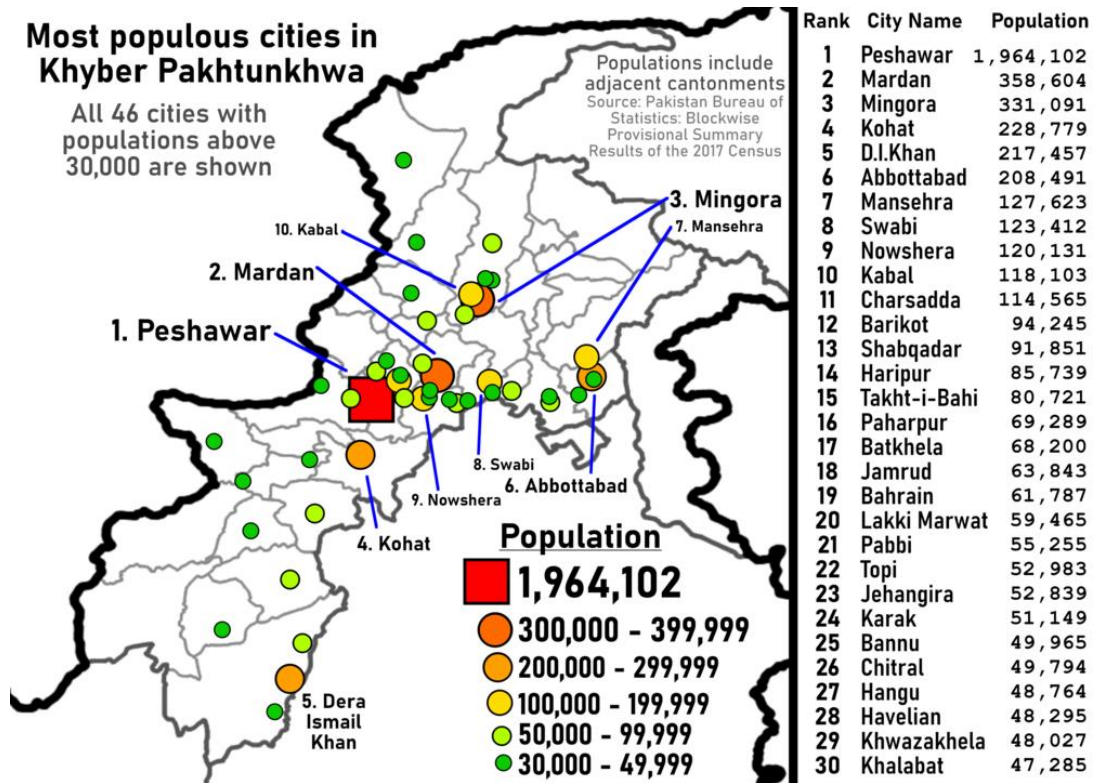 Most populous cities in
Khyber Pakhtunkhwa
All 46 cities with
populations above
30,000 are shown
Populations include
adjacent cantonments
Source: Pakistan Bureau of
Statistics: Blockwise
Provisional Summary
Results of the 2017 Census
3. Mingora
7. Mansehra
10. Kabal
2. Mardan
1. Peshawar
8. Swabi
6. Abbottabad
9. Nowshera
4. Kohat
5. Dera
Ismail
Khan
Population
1,964,102
300,000 - 399,999
200,000 - 299,999
100,000 - 199,999
50,000 - 99,999
30,000 - 49,999
Rank City Name Population
1 Peshawar 1,964,102
2 Mardan 358,604
3 Mingora 331,091
4 Kohat 228,779
5 D.I.Khan 217,457
6 Abbottabad 208,491
7 Mansehra 127,623
8 Swabi 123,412
9 Nowshera 120,131
10 Kabal 118,103
11 Charsadda 114,565
12 Barikot 94,245
13 Shabqadar 91,851
14 Haripur 85,739
15 Takht-i-Bahi 80,721
16 Paharpur 69,289
17 Batkhela 68,200
18 Jamrud 63,843
19 Bahrain 61,787
20 Lakki Marwat 59,465
21 Pabbi 55,255
22 Topi 52,983
23 Jehangira 52,839
24 Karak 51,149
25 Bannu 49,965
26 Chitral 49,794
27 Hangu 48,764
28 Havelian 48,295
29 Khwazakhela 48,027
30 Khalabat 47,285